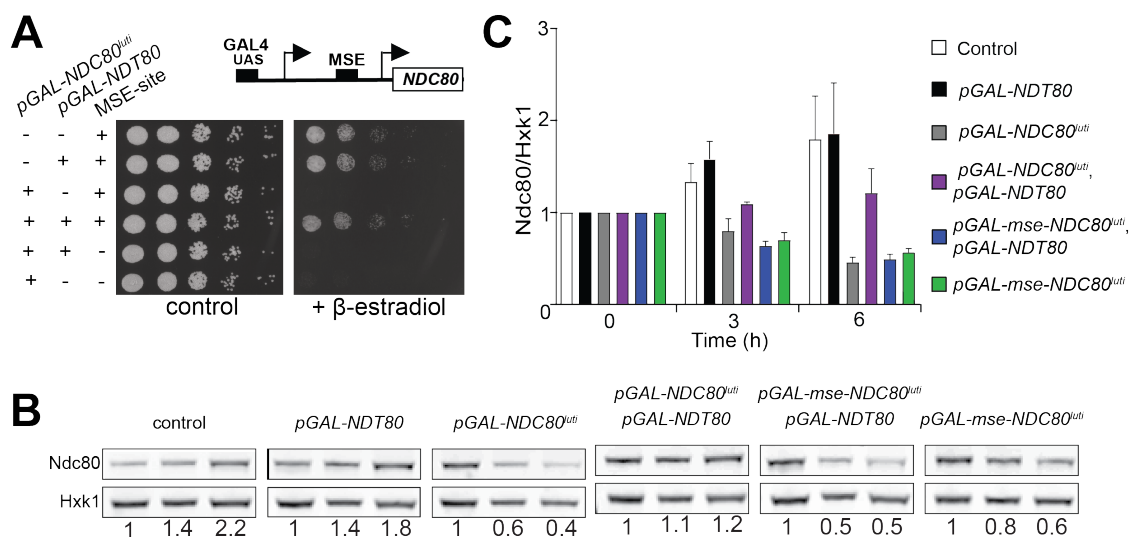 A
pGAL-NDC80luti
pGAL-NDT80
MSE-site
GAL4
UAS
MSE
NDC80
- - +
- + +
+ - +
+ + +
+ + -
+ - -
control
+ β-estradiol
C
Ndc80/Hxk1
3
2
1
0
0 3 6
Time (h)
Control
pGAL-NDT80
pGAL-NDC80luti
pGAL-NDC80luti,
pGAL-NDT80
pGAL-mse-NDC80luti,
pGAL-NDT80
pGAL-mse-NDC80luti
B
control
pGAL-NDT80
pGAL-NDC80luti
pGAL-NDC80luti
pGAL-NDT80
pGAL-mse-NDC80luti
pGAL-NDT80
pGAL-mse-NDC80luti
Ndc80
Hxk1
1 1.4 2.2 1 1.4 1.8 1 0.6 0.4 1 1.1 1.2 1 0.5 0.5 1 0.8 0.6